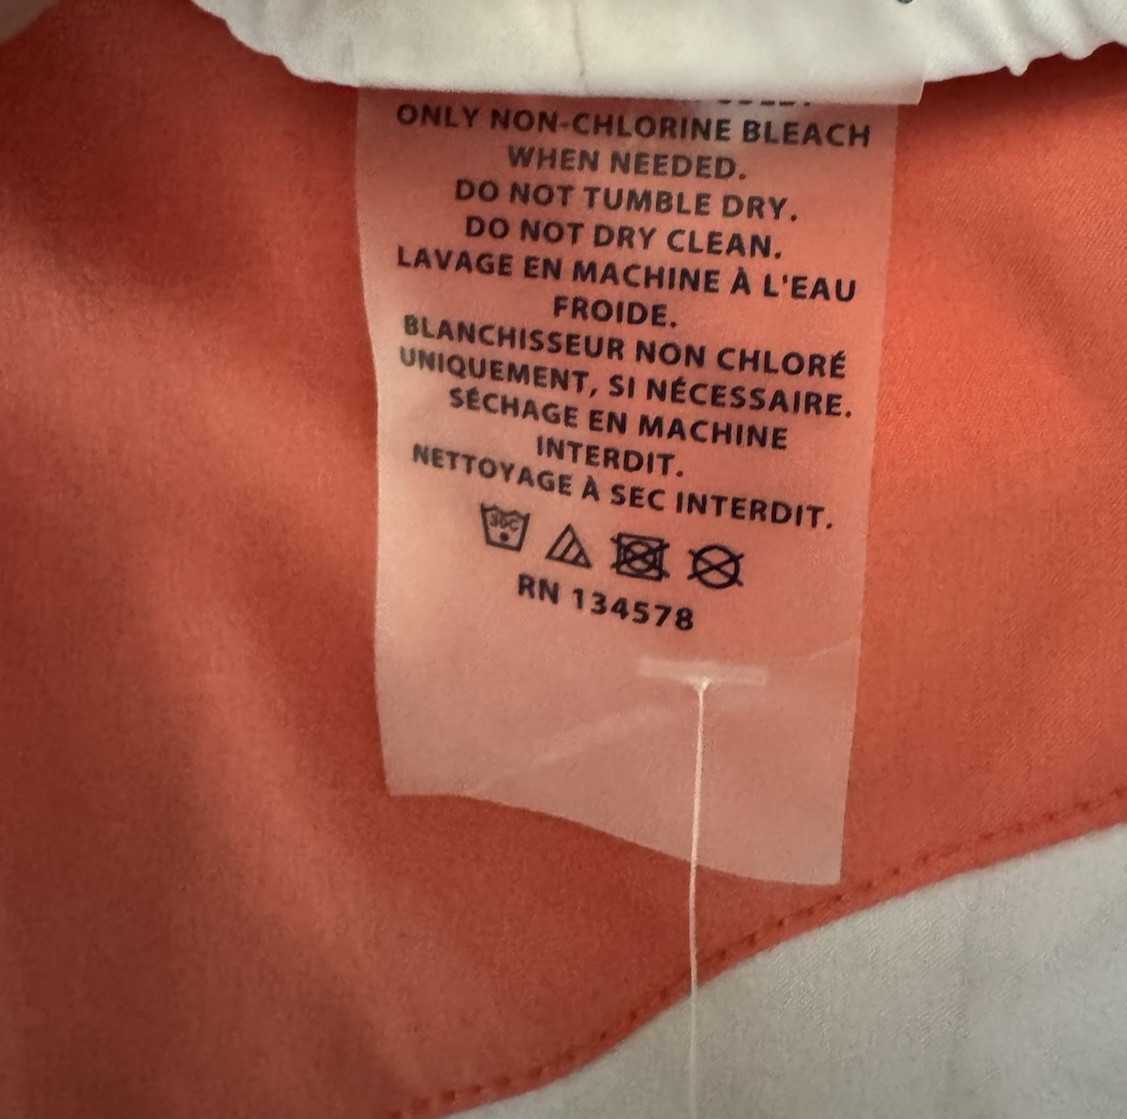 ONLY NON-CHLORINE BLEACH
WHEN NEEDED.
DO NOT TUMBLE DRY.
DO NOT DRY CLEAN.
LAVAGE EN MACHINE À L'EAU
FROIDE.
BLANCHISSEUR NON CHLORÉ
UNIQUEMENT, SI NÉCESSAIRE.
SÉCHAGE EN MACHINE
INTERDIT.
NETTOYAGE À SEC INTERDIT.
30C
RN 134578